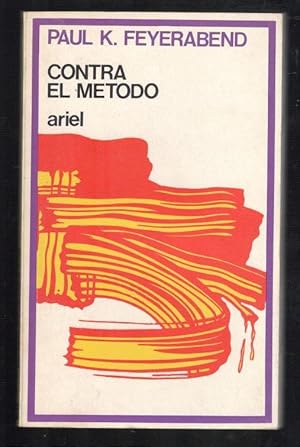 PAUL K. FEYERABEND
CONTRA
EL METODO
ariel